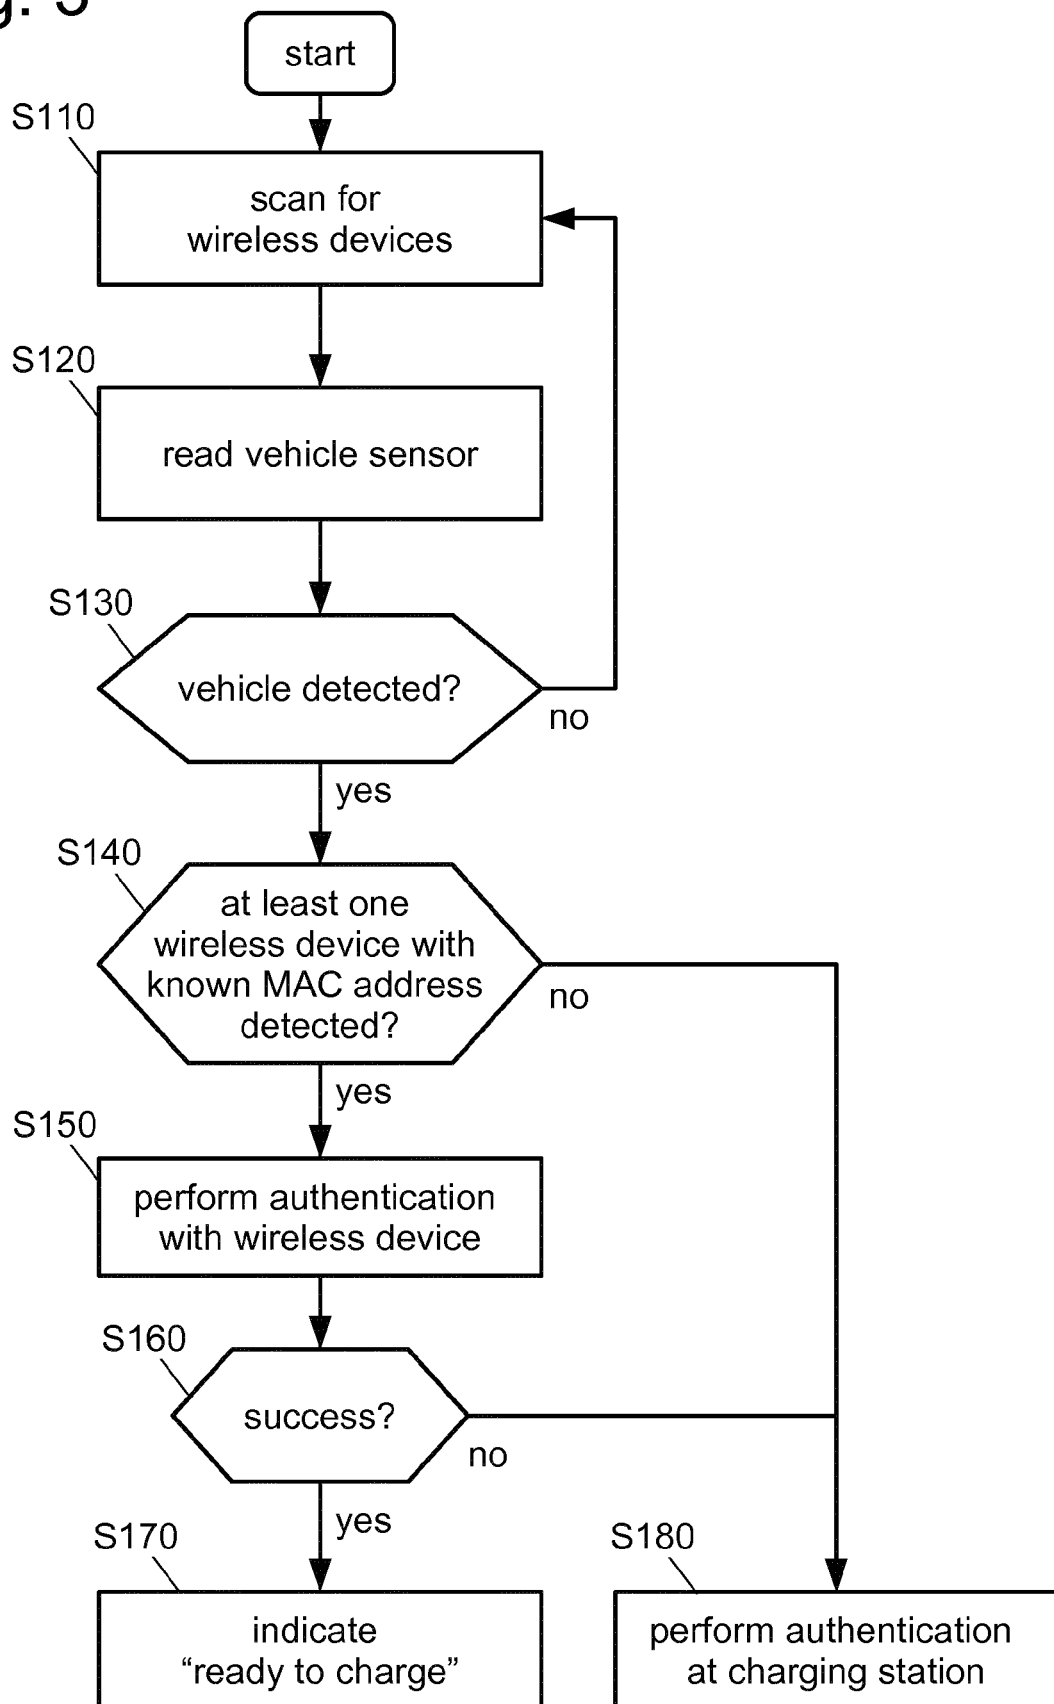 start
S110
scan for
wireless devices
S120
read vehicle sensor
S130
vehicle detected?
no
yes
S140
at least one
wireless device with
known MAC address
detected?
no
yes
S150
perform authentication
with wireless device
S160
success?
no
yes
S170
indicate
“ready to charge”
S180
perform authentication
at charging station